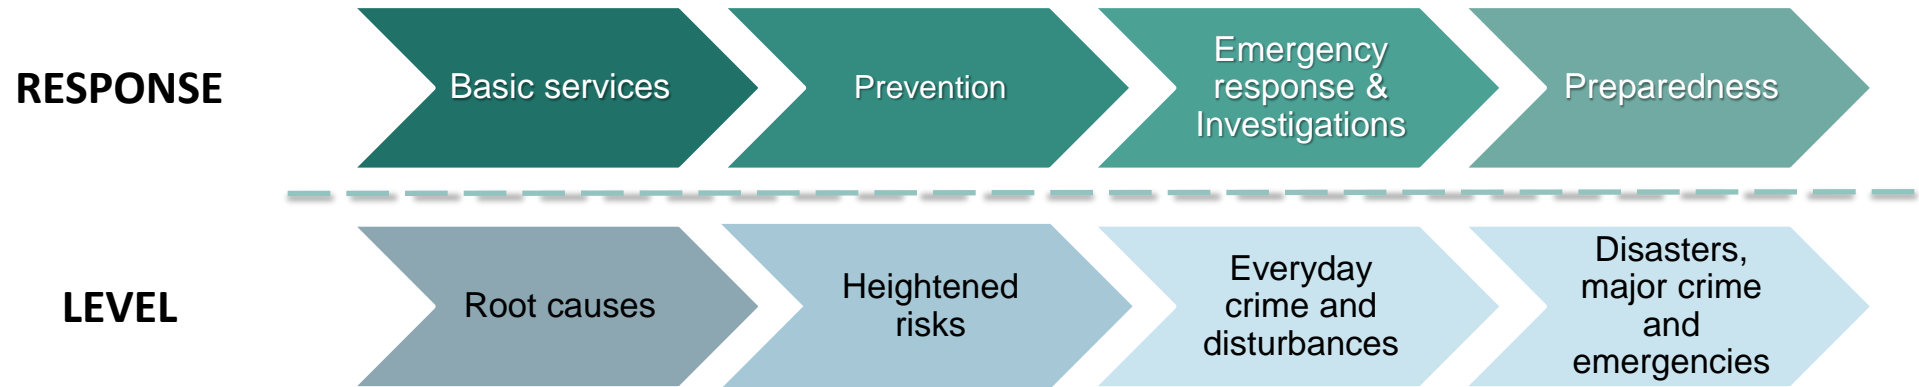 RESPONSE
Basic services
Prevention
Emergency
response &
Investigations
Preparedness
LEVEL
Root causes
Heightened
risks
Everyday
crime and
disturbances
Disasters,
major crime
and
emergencies